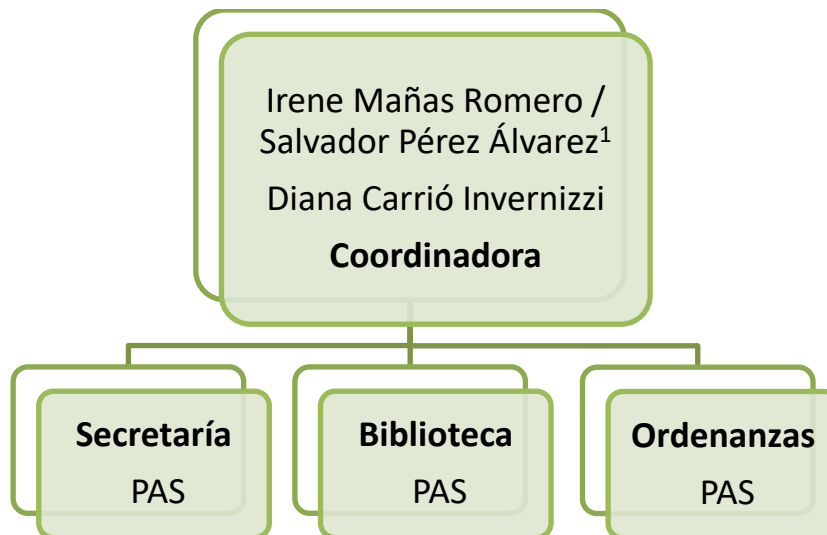 Irene Mañas Romero /
Salvador Pérez Álvarez¹
Diana Carrió Invernizzi
Coordinadora
Secretaría
PAS
Biblioteca
PAS
Ordenanzas
PAS